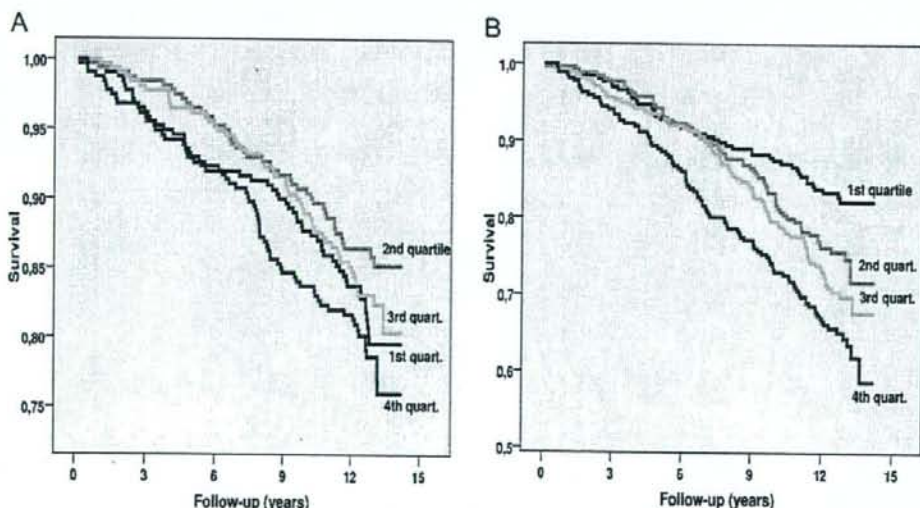 A
1,00
0,95
0,90
0,85
0,80
0,75
Survival
2nd quartile
3rd quart.
1st quart.
4th quart.
0 3 6 9 12 15
Follow-up (years)
B
1,0
0,9
0,8
0,7
0,6
0,5
Survival
1st quartile
2nd quart.
3rd quart.
4th quart.
0 3 6 9 12 15
Follow-up (years)